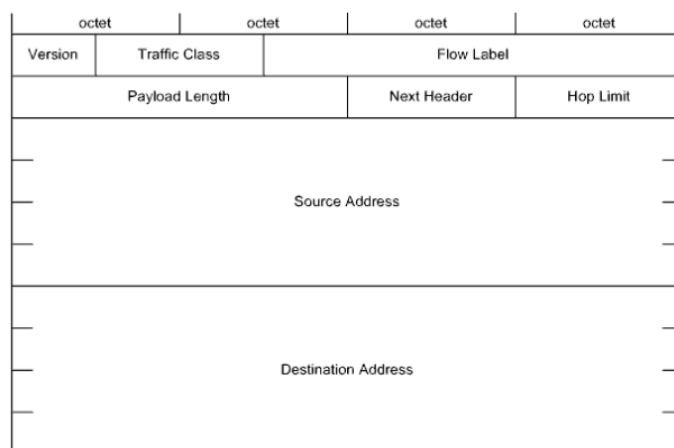 octet octet octet octet
Version Traffic Class Flow Label
Payload Length Next Header Hop Limit
Source Address
Destination Address